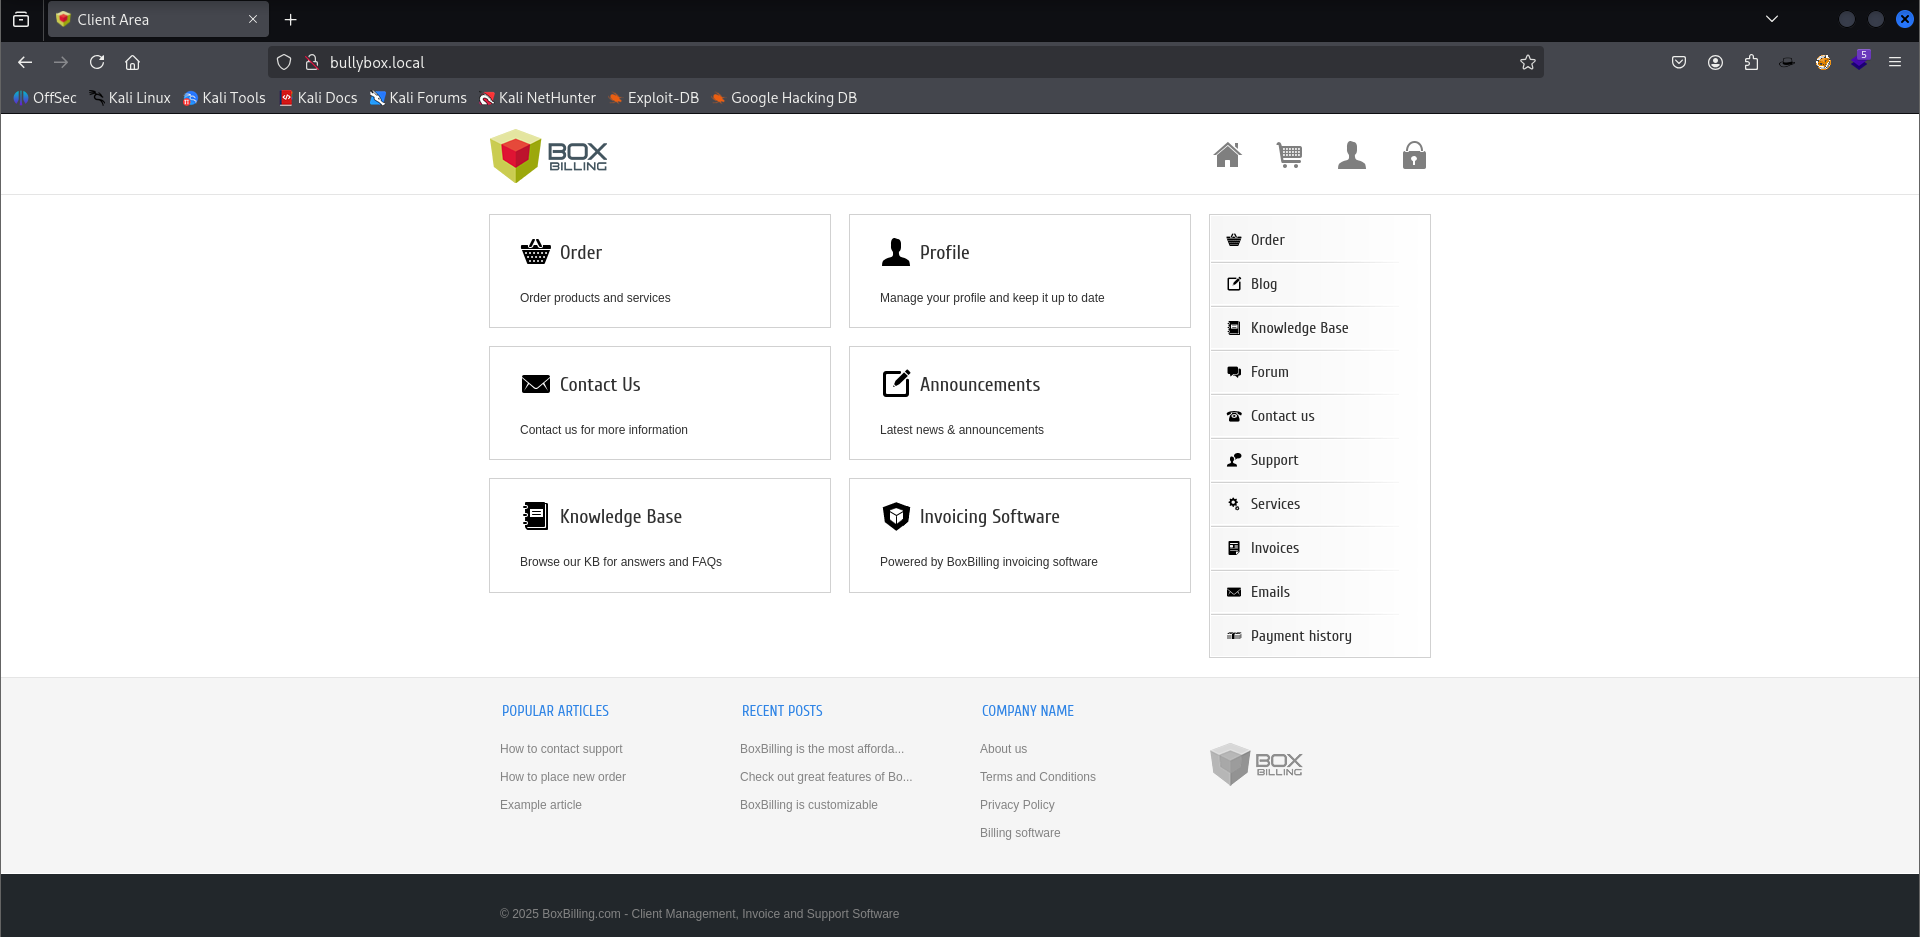 Client Area
bullybox.local
5
OffSec Kali Linux Kali Tools Kali Docs Kali Forums Kali NetHunter Exploit-DB Google Hacking DB
BOX
BILLING
Order
Order products and services
Profile
Manage your profile and keep it up to date
Contact Us
Contact us for more information
Announcements
Latest news & announcements
Knowledge Base
Browse our KB for answers and FAQs
Invoicing Software
Powered by BoxBilling invoicing software
Order
Blog
Knowledge Base
Forum
Contact us
Support
Services
Invoices
Emails
Payment history
POPULAR ARTICLES
How to contact support
How to place new order
Example article
RECENT POSTS
BoxBilling is the most afforda...
Check out great features of Bo...
BoxBilling is customizable
COMPANY NAME
About us
Terms and Conditions
Privacy Policy
Billing software
BOX
BILLING
© 2025 BoxBilling.com - Client Management, Invoice and Support Software